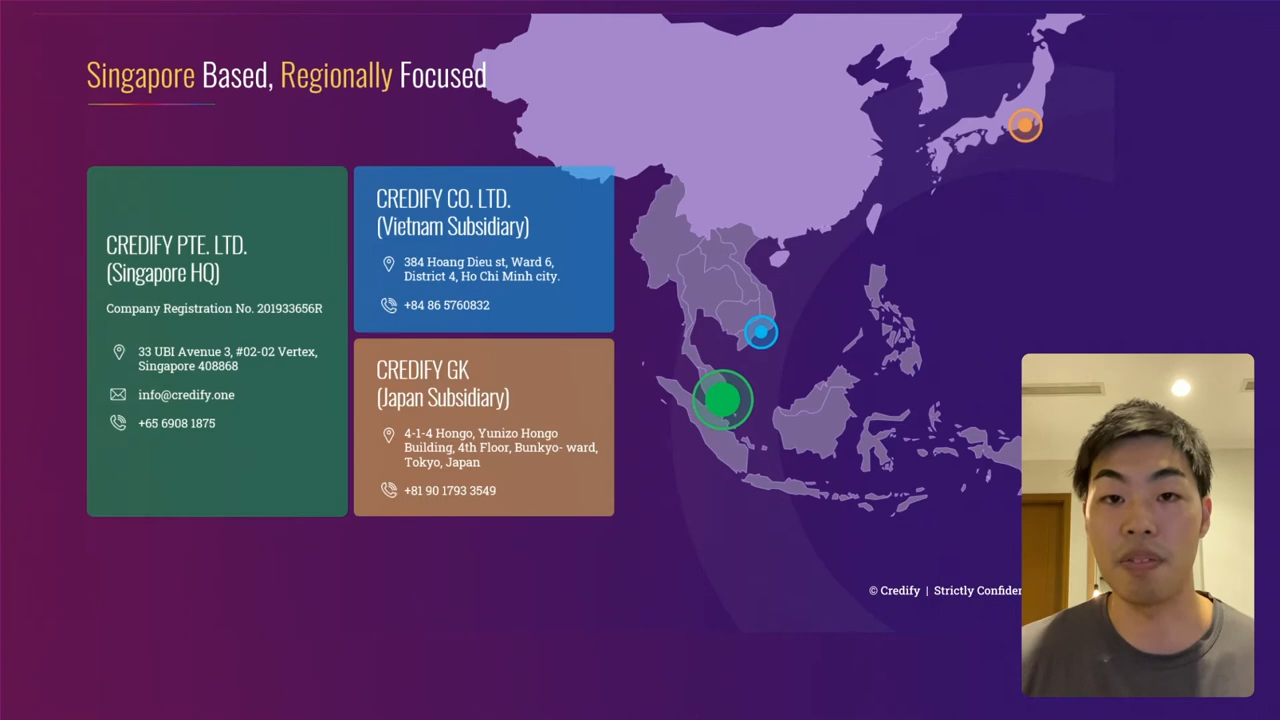 Singapore Based, Regionally Focused
CREDIFY PTE. LTD.
(Singapore HQ)
Company Registration No. 201933656R
33 UBI Avenue 3, #02-02 Vertex,
Singapore 408868
info@credify.one
+65 6908 1875
CREDIFY CO. LTD.
(Vietnam Subsidiary)
384 Hoang Dieu st, Ward 6,
District 4, Ho Chi Minh city.
+84 86 5760832
CREDIFY GK
(Japan Subsidiary)
4-1-4 Hongo, Yunizo Hongo
Building, 4th Floor, Bunkyo- ward,
Tokyo, Japan
+81 90 1793 3549
© Credify | Strictly